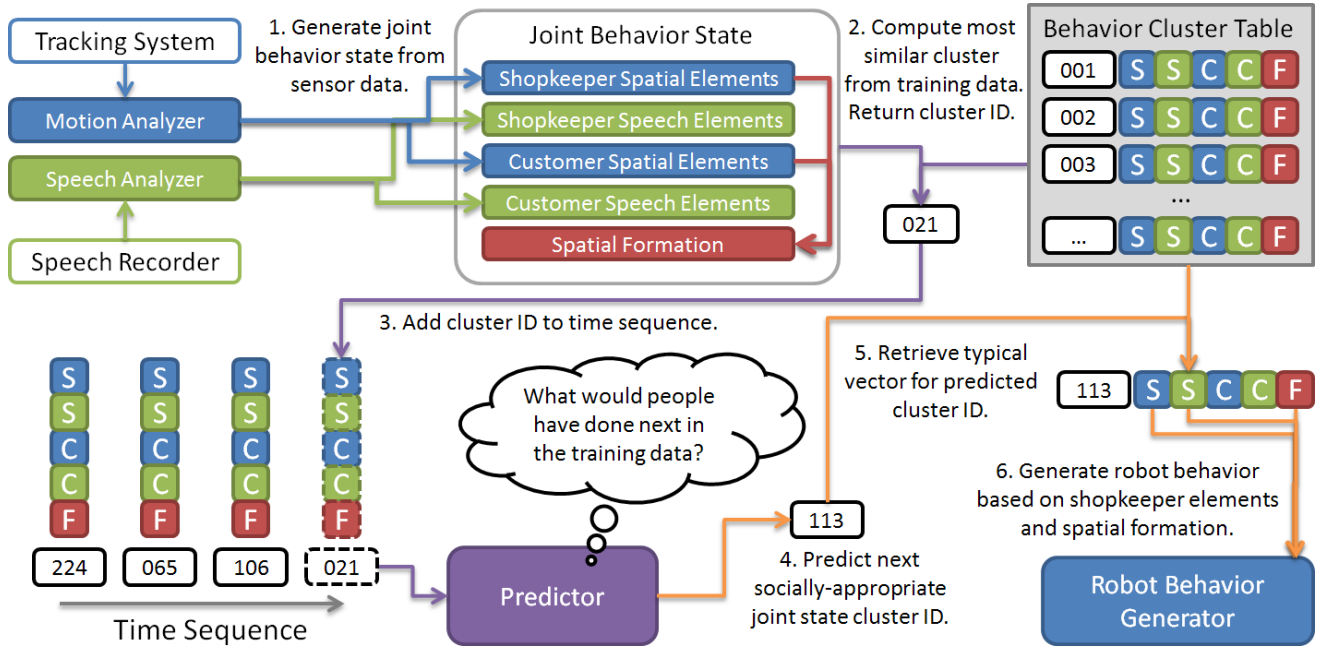 Tracking System
Motion Analyzer
Speech Analyzer
Speech Recorder
1. Generate joint
behavior state from
sensor data.
Joint Behavior State
Shopkeeper Spatial Elements
Shopkeeper Speech Elements
Customer Spatial Elements
Customer Speech Elements
Spatial Formation
2. Compute most
similar cluster
from training data.
Return cluster ID.
021
Behavior Cluster Table
001 S S C C F
002 S S C C F
003 S S C C F
...
... S S C C F
3. Add cluster ID to time sequence.
S S S S
S S S S
C C C C
C C C C
F F F F
224 065 106 021
Time Sequence
What would people
have done next in
the training data?
Predictor
113
4. Predict next
socially-appropriate
joint state cluster ID.
5. Retrieve typical
vector for predicted
cluster ID.
113 S S C C F
6. Generate robot behavior
based on shopkeeper elements
and spatial formation.
Robot Behavior
Generator